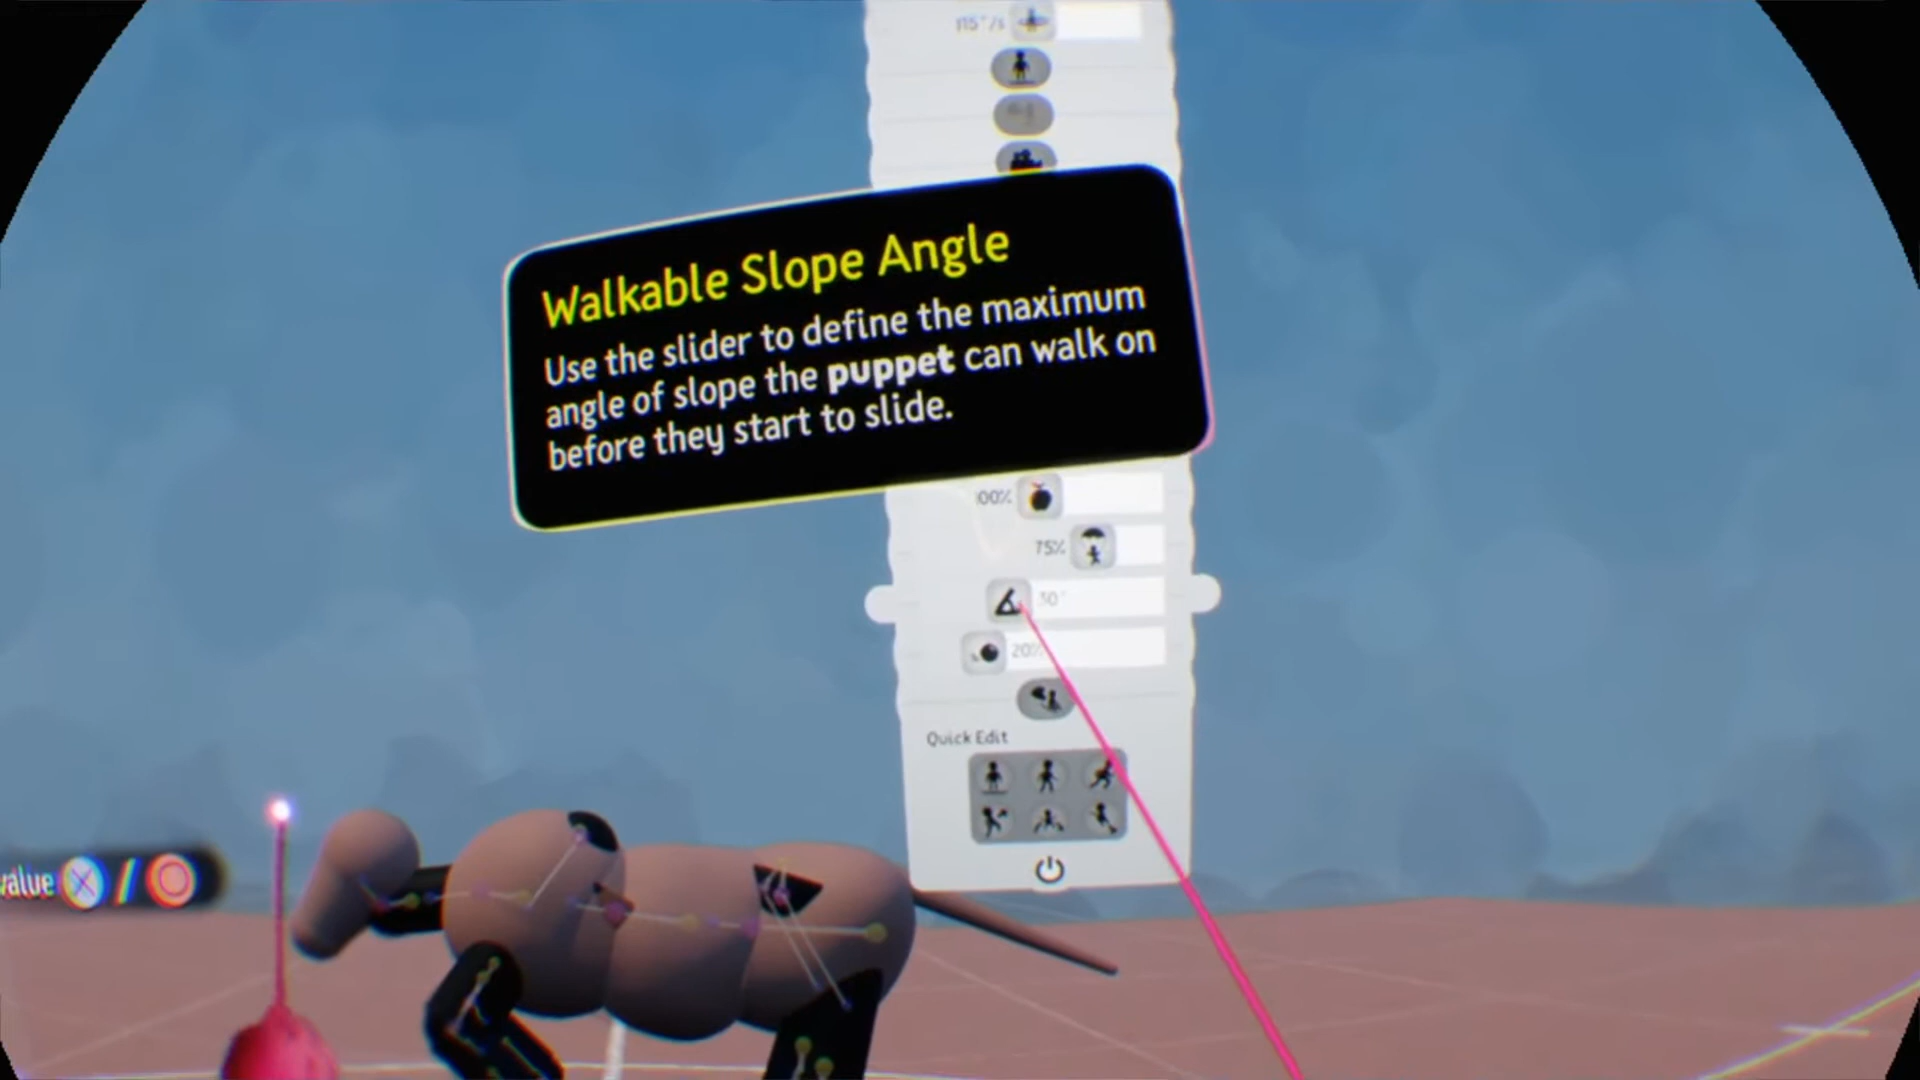 115°/s
Walkable Slope Angle
Use the slider to define the maximum
angle of slope the puppet can walk on
before they start to slide.
00%
75%
30°
20%
Quick Edit
value
/